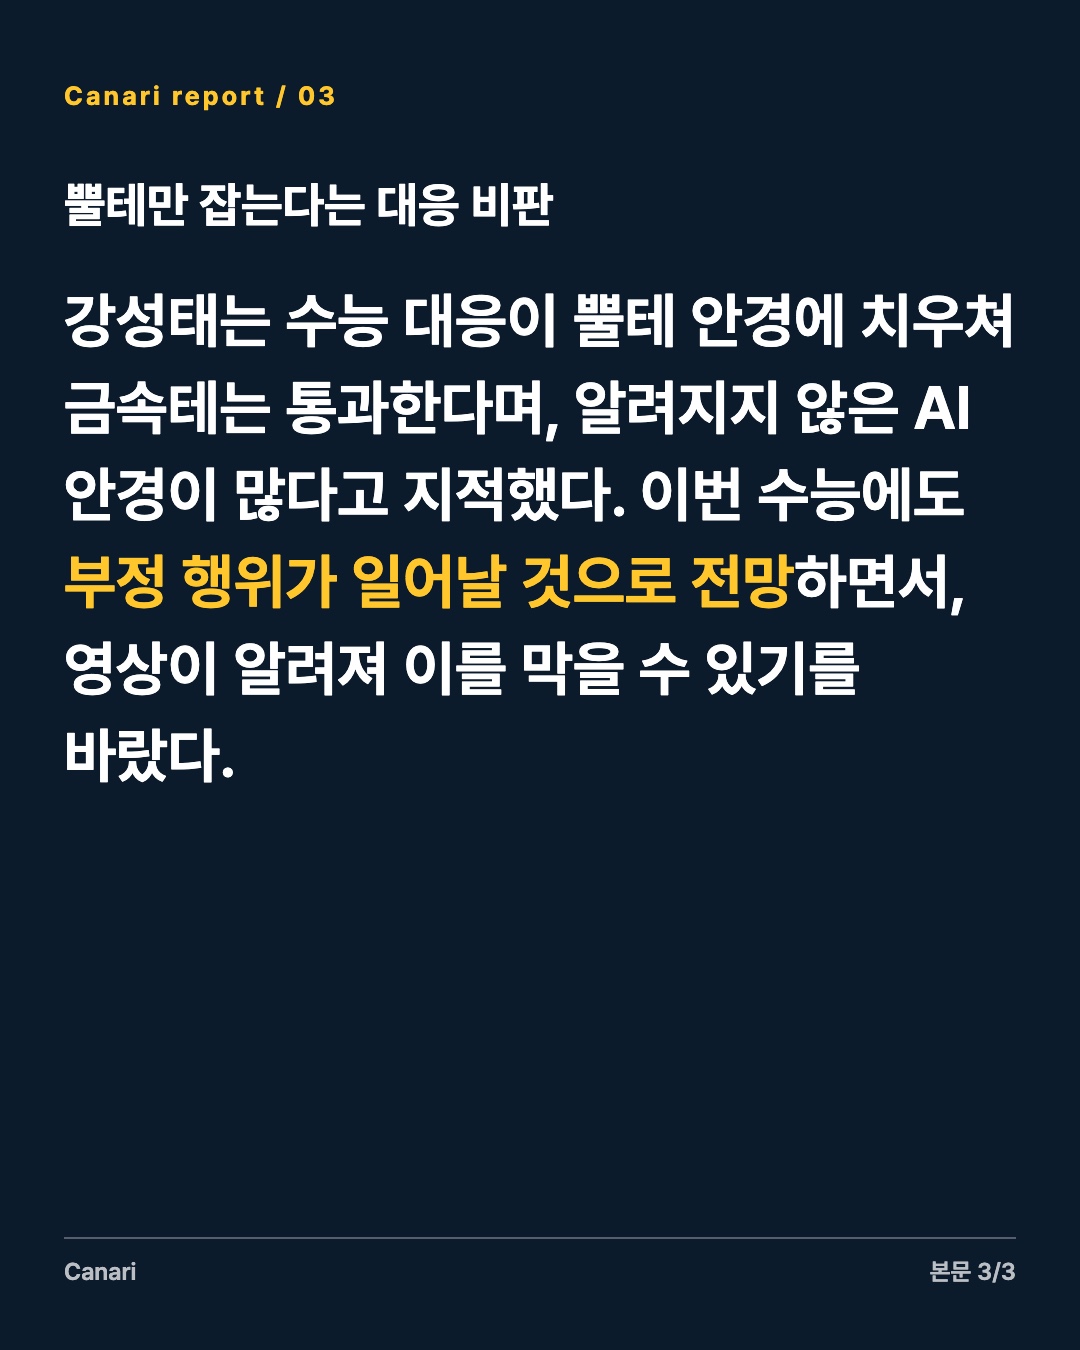 Canari report / 03
뿔테만 잡는다는 대응 비판
강성태는 수능 대응이 뿔테 안경에 치우쳐
금속테는 통과한다며, 알려지지 않은 AI
안경이 많다고 지적했다. 이번 수능에도
부정 행위가 일어날 것으로 전망하면서,
영상이 알려져 이를 막을 수 있기를
바랐다.
Canari
본문 3/3